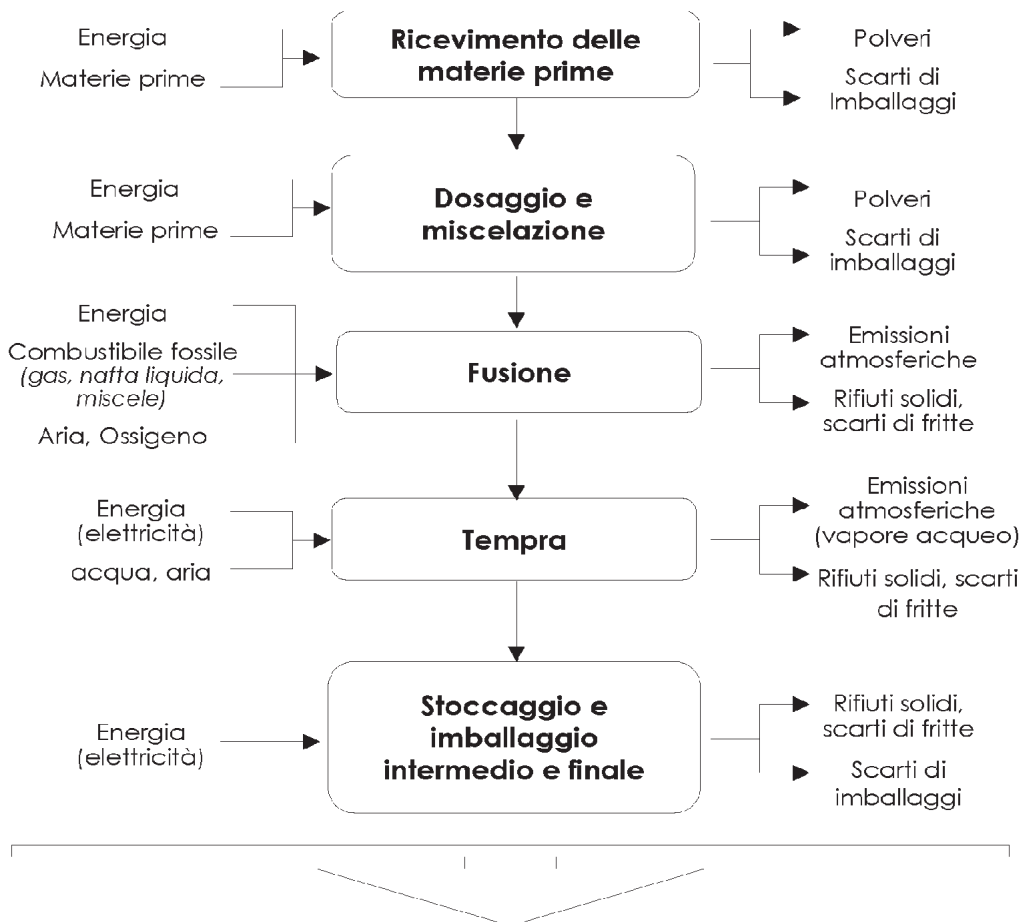 Energia
Materie prime
Ricevimento delle
materie prime
Polveri
Scarti di
Imballaggi
Energia
Materie prime
Dosaggio e
miscelazione
Polveri
Scarti di
imballaggi
Energia
Combustibile fossile
(gas, nafta liquida,
miscele)
Aria, Ossigeno
Fusione
Emissioni
atmosferiche
Rifiuti solidi,
scarti di fritte
Energia
(elettricità)
acqua, aria
Tempra
Emissioni
atmosferiche
(vapore acqueo)
Rifiuti solidi, scarti
di fritte
Energia
(elettricità)
Stoccaggio e
imballaggio
intermedio e finale
Rifiuti solidi,
scarti di fritte
Scarti di
imballaggi